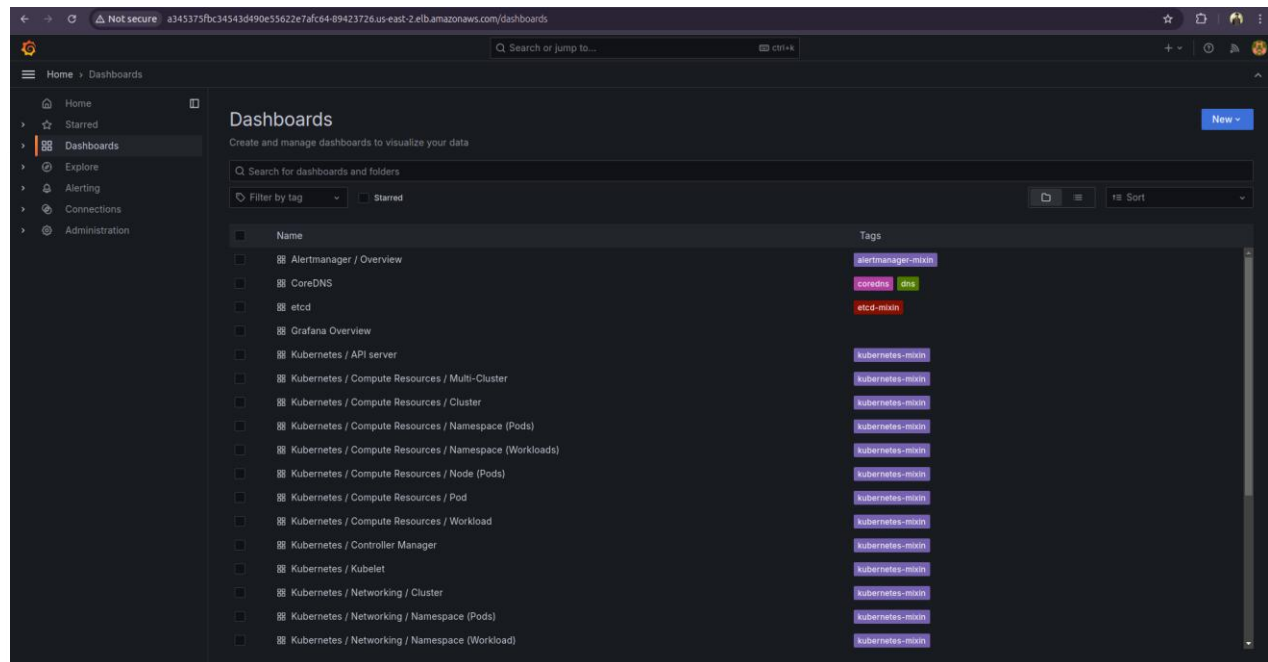 Not secure a345375fbc34543d490e55622e7afc64-89423726.us-east-2.elb.amazonaws.com/dashboards
Search or jump to... ctrl+k
Home › Dashboards
Home
Starred
Dashboards
Explore
Alerting
Connections
Administration
Dashboards
New
Create and manage dashboards to visualize your data
Search for dashboards and folders
Filter by tag Starred Sort
Name Tags
Alertmanager / Overview alertmanager-mixin
CoreDNS coredns dns
etcd etcd-mixin
Grafana Overview
Kubernetes / API server kubernetes-mixin
Kubernetes / Compute Resources / Multi-Cluster kubernetes-mixin
Kubernetes / Compute Resources / Cluster kubernetes-mixin
Kubernetes / Compute Resources / Namespace (Pods) kubernetes-mixin
Kubernetes / Compute Resources / Namespace (Workloads) kubernetes-mixin
Kubernetes / Compute Resources / Node (Pods) kubernetes-mixin
Kubernetes / Compute Resources / Pod kubernetes-mixin
Kubernetes / Compute Resources / Workload kubernetes-mixin
Kubernetes / Controller Manager kubernetes-mixin
Kubernetes / Kubelet kubernetes-mixin
Kubernetes / Networking / Cluster kubernetes-mixin
Kubernetes / Networking / Namespace (Pods) kubernetes-mixin
Kubernetes / Networking / Namespace (Workload) kubernetes-mixin